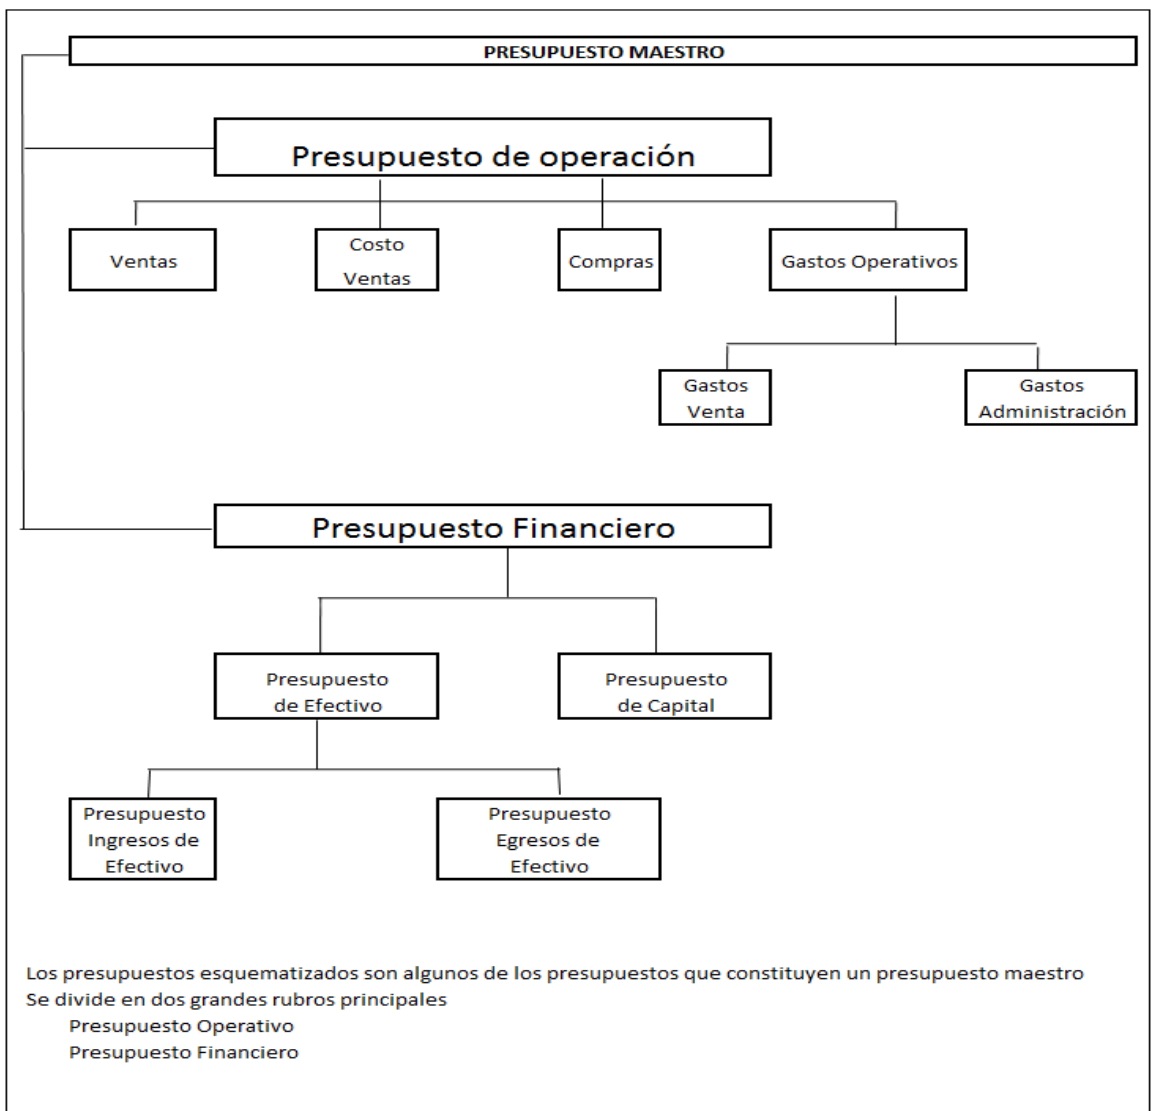 PRESUPUESTO MAESTRO
Presupuesto de operación
Ventas
Costo
Ventas
Compras
Gastos Operativos
Gastos
Venta
Gastos
Administración
Presupuesto Financiero
Presupuesto
de Efectivo
Presupuesto
de Capital
Presupuesto
Ingresos de
Efectivo
Presupuesto
Egresos de
Efectivo
Los presupuestos esquematizados son algunos de los presupuestos que constituyen un presupuesto maestro
Se divide en dos grandes rubros principales
Presupuesto Operativo
Presupuesto Financiero